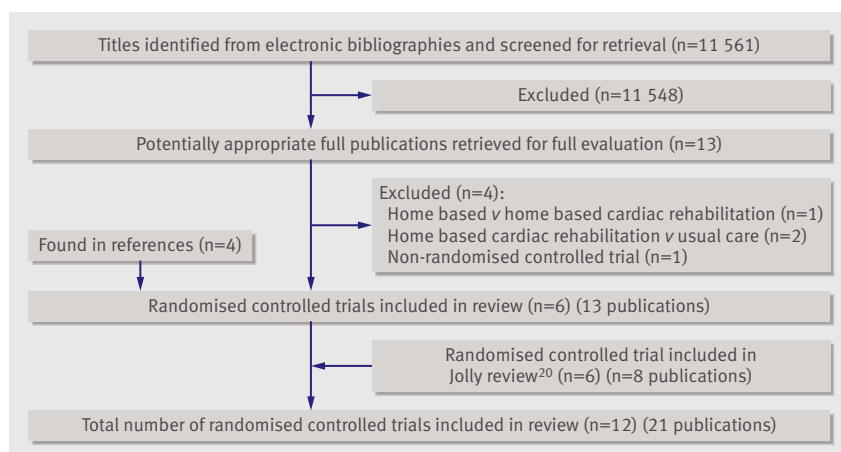 Titles identified from electronic bibliographies and screened for retrieval (n=11 561)
Excluded (n=11 548)
Potentially appropriate full publications retrieved for full evaluation (n=13)
Excluded (n=4):
Home based v home based cardiac rehabilitation (n=1)
Home based cardiac rehabilitation v usual care (n=2)
Non-randomised controlled trial (n=1)
Found in references (n=4)
Randomised controlled trials included in review (n=6) (13 publications)
Randomised controlled trial included in
Jolly review²⁰ (n=6) (n=8 publications)
Total number of randomised controlled trials included in review (n=12) (21 publications)